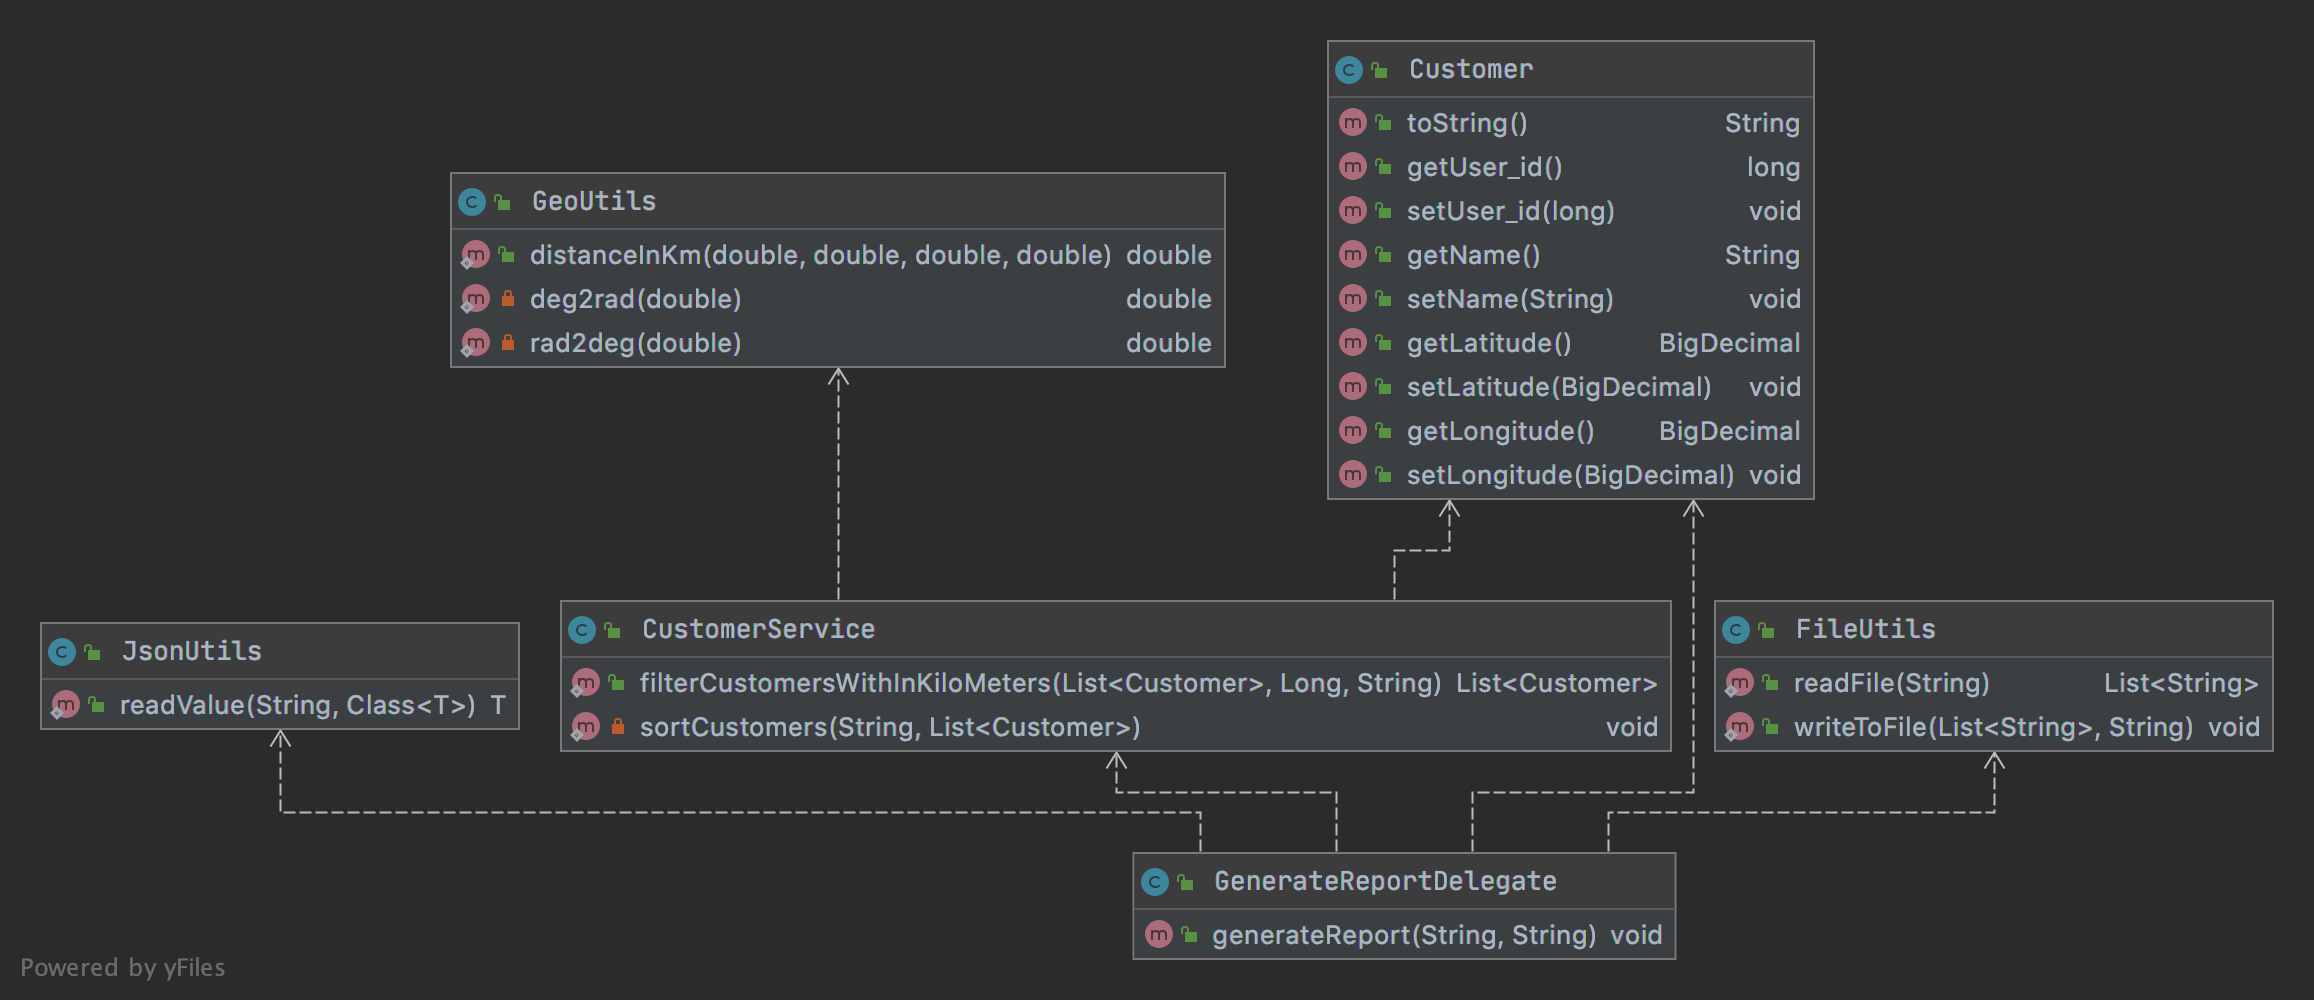 Customer
toString() String
getUser_id() long
setUser_id(long) void
getName() String
setName(String) void
getLatitude() BigDecimal
setLatitude(BigDecimal) void
getLongitude() BigDecimal
setLongitude(BigDecimal) void
GeoUtils
distanceInKm(double, double, double, double) double
deg2rad(double) double
rad2deg(double) double
JsonUtils
readValue(String, Class<T>) T
CustomerService
filterCustomersWithInKiloMeters(List<Customer>, Long, String) List<Customer>
sortCustomers(String, List<Customer>) void
FileUtils
readFile(String) List<String>
writeToFile(List<String>, String) void
GenerateReportDelegate
generateReport(String, String) void
Powered by yFiles